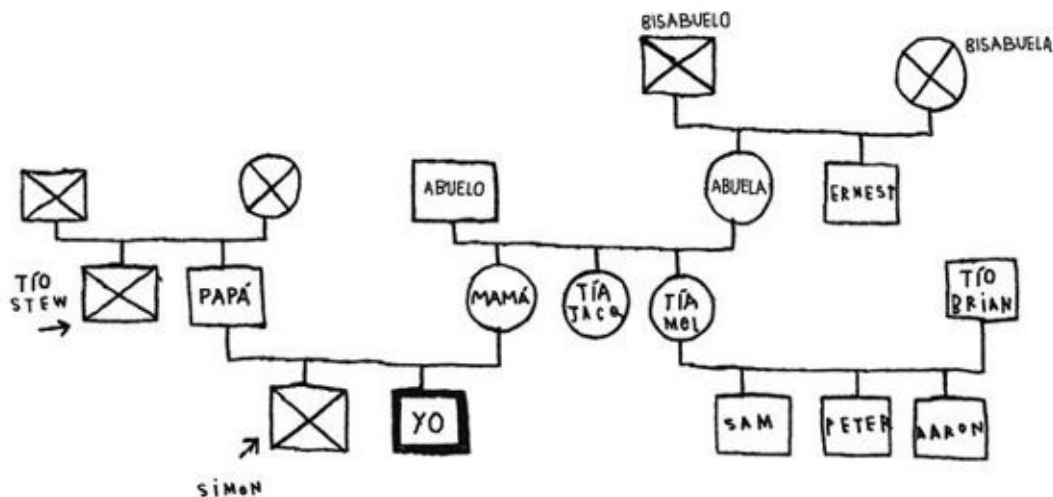 BISABUELO
BISABUELA
ABUELO
ABUELA
ERNEST
TÍO
STEW
PAPÁ
MAMÁ
TÍA
JACQ
TÍA
MEL
TÍO
BRIAN
SIMON
YO
SAM
PETER
AARON